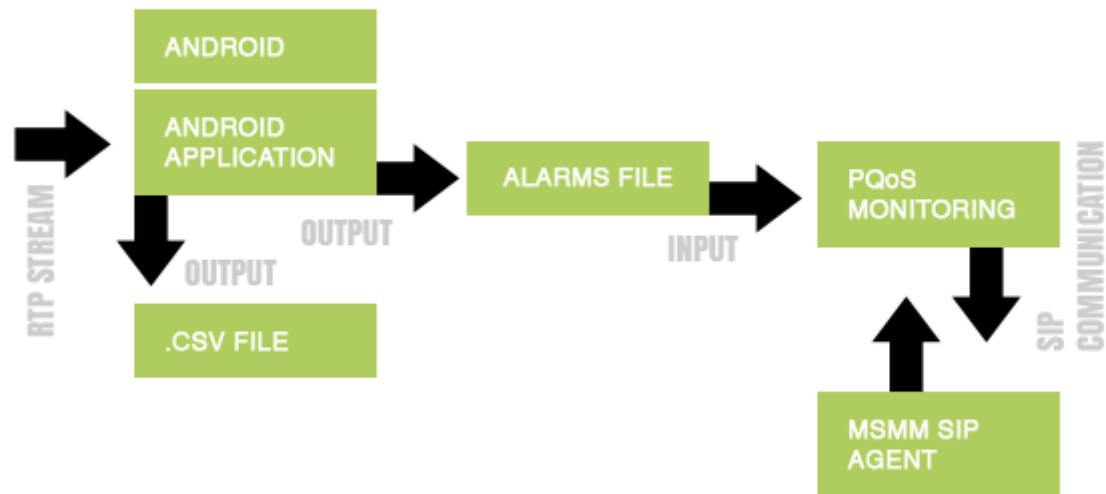 ANDROID
ANDROID
APPLICATION
RTP STREAM
OUTPUT
OUTPUT
.CSV FILE
ALARMS FILE
INPUT
PQoS
MONITORING
SIP
COMMUNICATION
MSMM SIP
AGENT